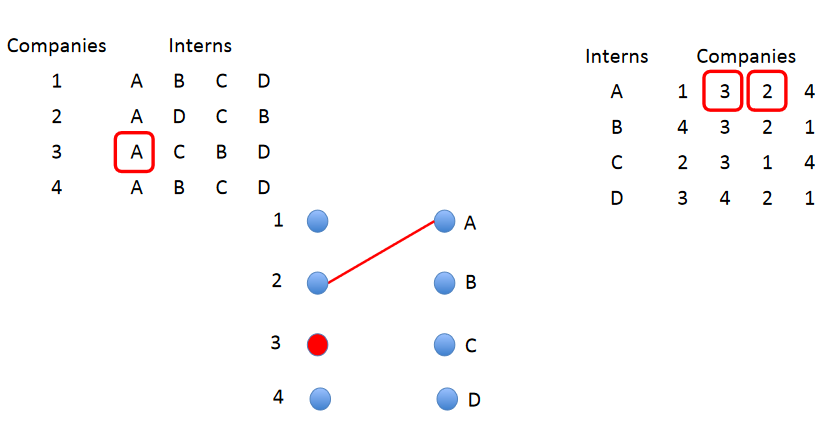 Companies Interns
1 A B C D
2 A D C B
3 A C B D
4 A B C D
Interns Companies
A 1 3 2 4
B 4 3 2 1
C 2 3 1 4
D 3 4 2 1
1 A
2 B
3 C
4 D